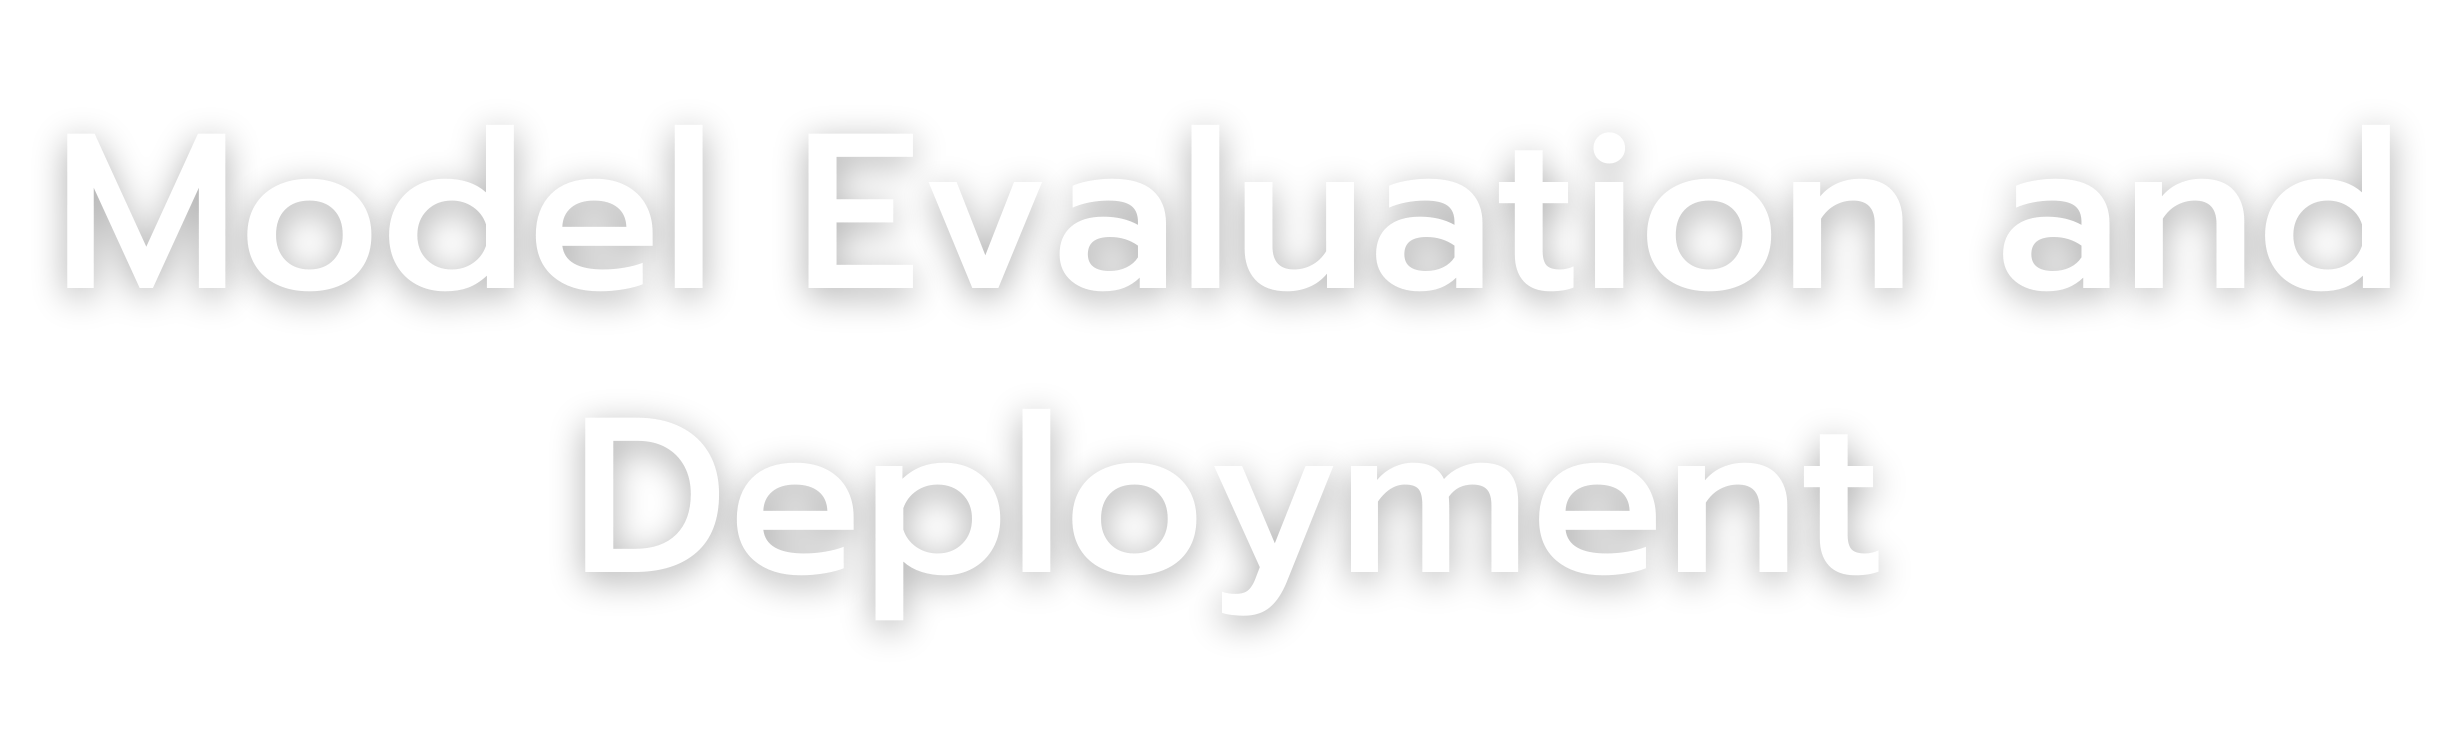 Model Evaluation and
Deployment